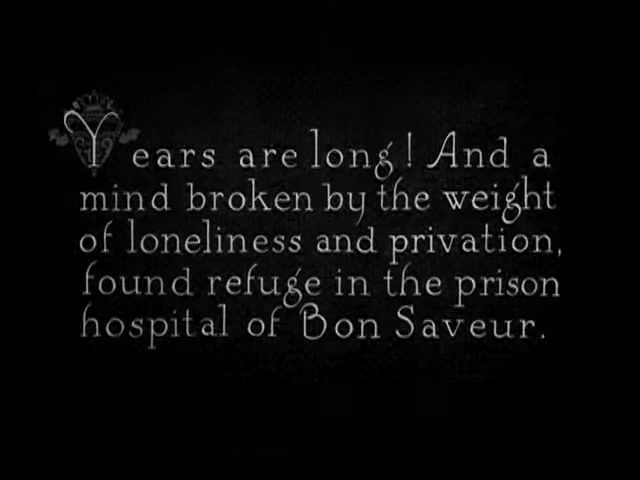 Years are long! And a
mind broken by the weight
of loneliness and privation,
found refuge in the prison
hospital of Bon Saveur.